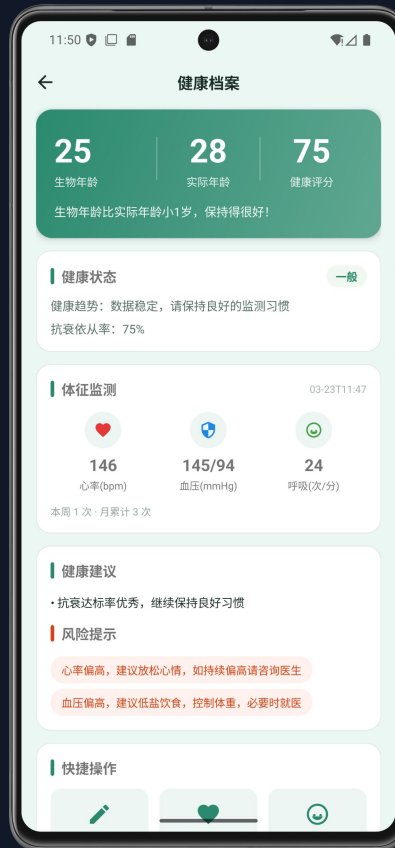 11:50
健康档案
25 28 75
生物年龄 实际年龄 健康评分
生物年龄比实际年龄小1岁，保持得很好！
健康状态 一般
健康趋势：数据稳定，请保持良好的监测习惯
抗衰依从率：75%
体征监测 03-23T11:47
146 145/94 24
心率(bpm) 血压(mmHg) 呼吸(次/分)
本周 1 次 · 月累计 3 次
健康建议
• 抗衰达标率优秀，继续保持良好习惯
风险提示
心率偏高，建议放松心情，如持续偏高请咨询医生
血压偏高，建议低盐饮食，控制体重，必要时就医
快捷操作